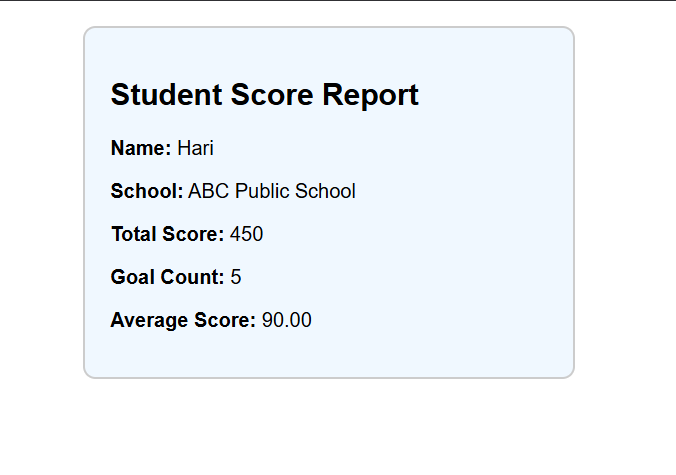 Student Score Report
Name: Hari
School: ABC Public School
Total Score: 450
Goal Count: 5
Average Score: 90.00